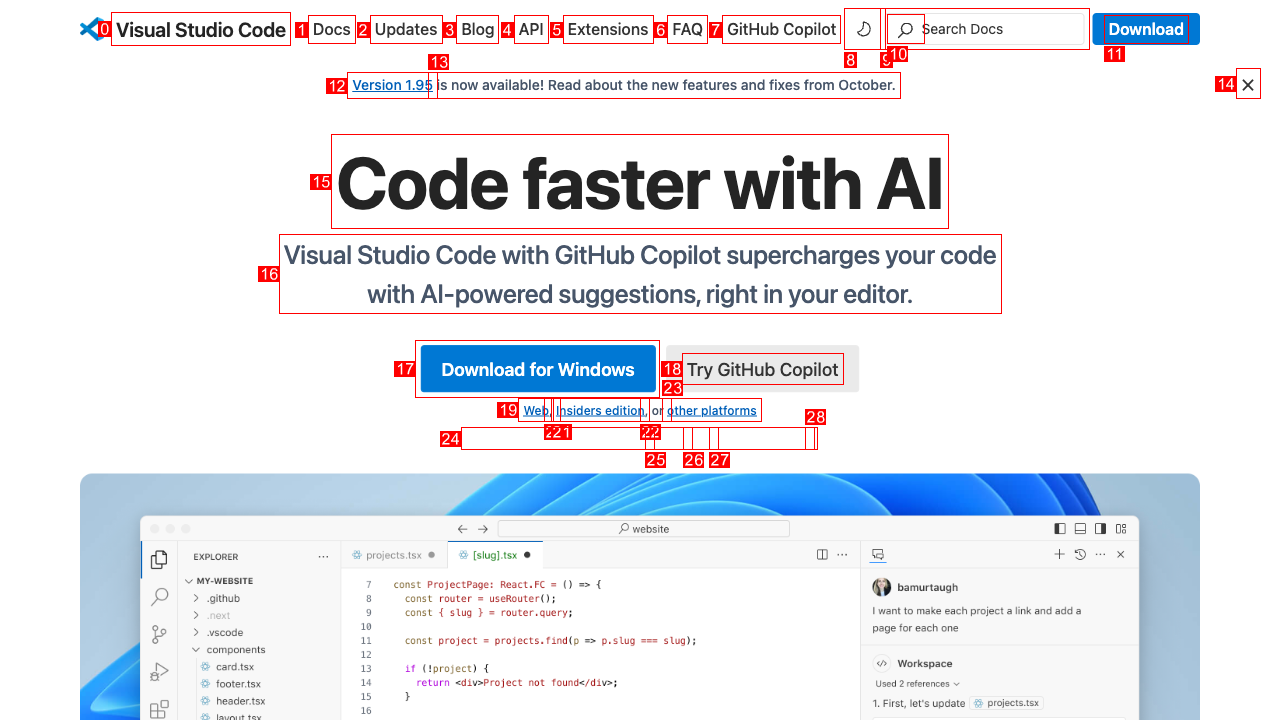 0 Visual Studio Code 1 Docs 2 Updates 3 Blog 4 API 5 Extensions 6 FAQ 7 GitHub Copilot Search Docs Download
8 9 10 11
13
12 Version 1.95 is now available! Read about the new features and fixes from October. 14
15 Code faster with AI
16 Visual Studio Code with GitHub Copilot supercharges your code
with AI-powered suggestions, right in your editor.
17 Download for Windows 18 Try GitHub Copilot
23
19 Web, Insiders edition, or other platforms
28
21 22
24
25 26 27
website
EXPLORER ··· projects.tsx [slug].tsx ···
MY-WEBSITE
.github
.next
.vscode
components
card.tsx
footer.tsx
header.tsx
layout.tsx
7 const ProjectPage: React.FC = () => {
8 const router = useRouter();
9 const { slug } = router.query;
10
11 const project = projects.find(p => p.slug === slug);
12
13 if (!project) {
14 return <div>Project not found</div>;
15 }
16
bamurtaugh
I want to make each project a link and add a
page for each one
Workspace
Used 2 references
1. First, let's update projects.tsx